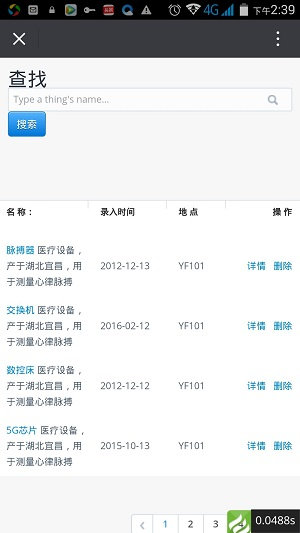 4G 下午2:39
查找
Type a thing's name...
搜索
名 称： 录入时间 地 点 操 作
脉搏器 医疗设备，
产于湖北宜昌，用 2012-12-13 YF101 详情 删除
于测量心律脉搏
交换机 医疗设备，
产于湖北宜昌，用 2016-02-12 YF101 详情 删除
于测量心律脉搏
数控床 医疗设备，
产于湖北宜昌，用 2012-12-12 YF101 详情 删除
于测量心律脉搏
5G芯片 医疗设备，
产于湖北宜昌，用 2015-10-13 YF101 详情 删除
于测量心律脉搏
‹ 1 2 3 0.0488s